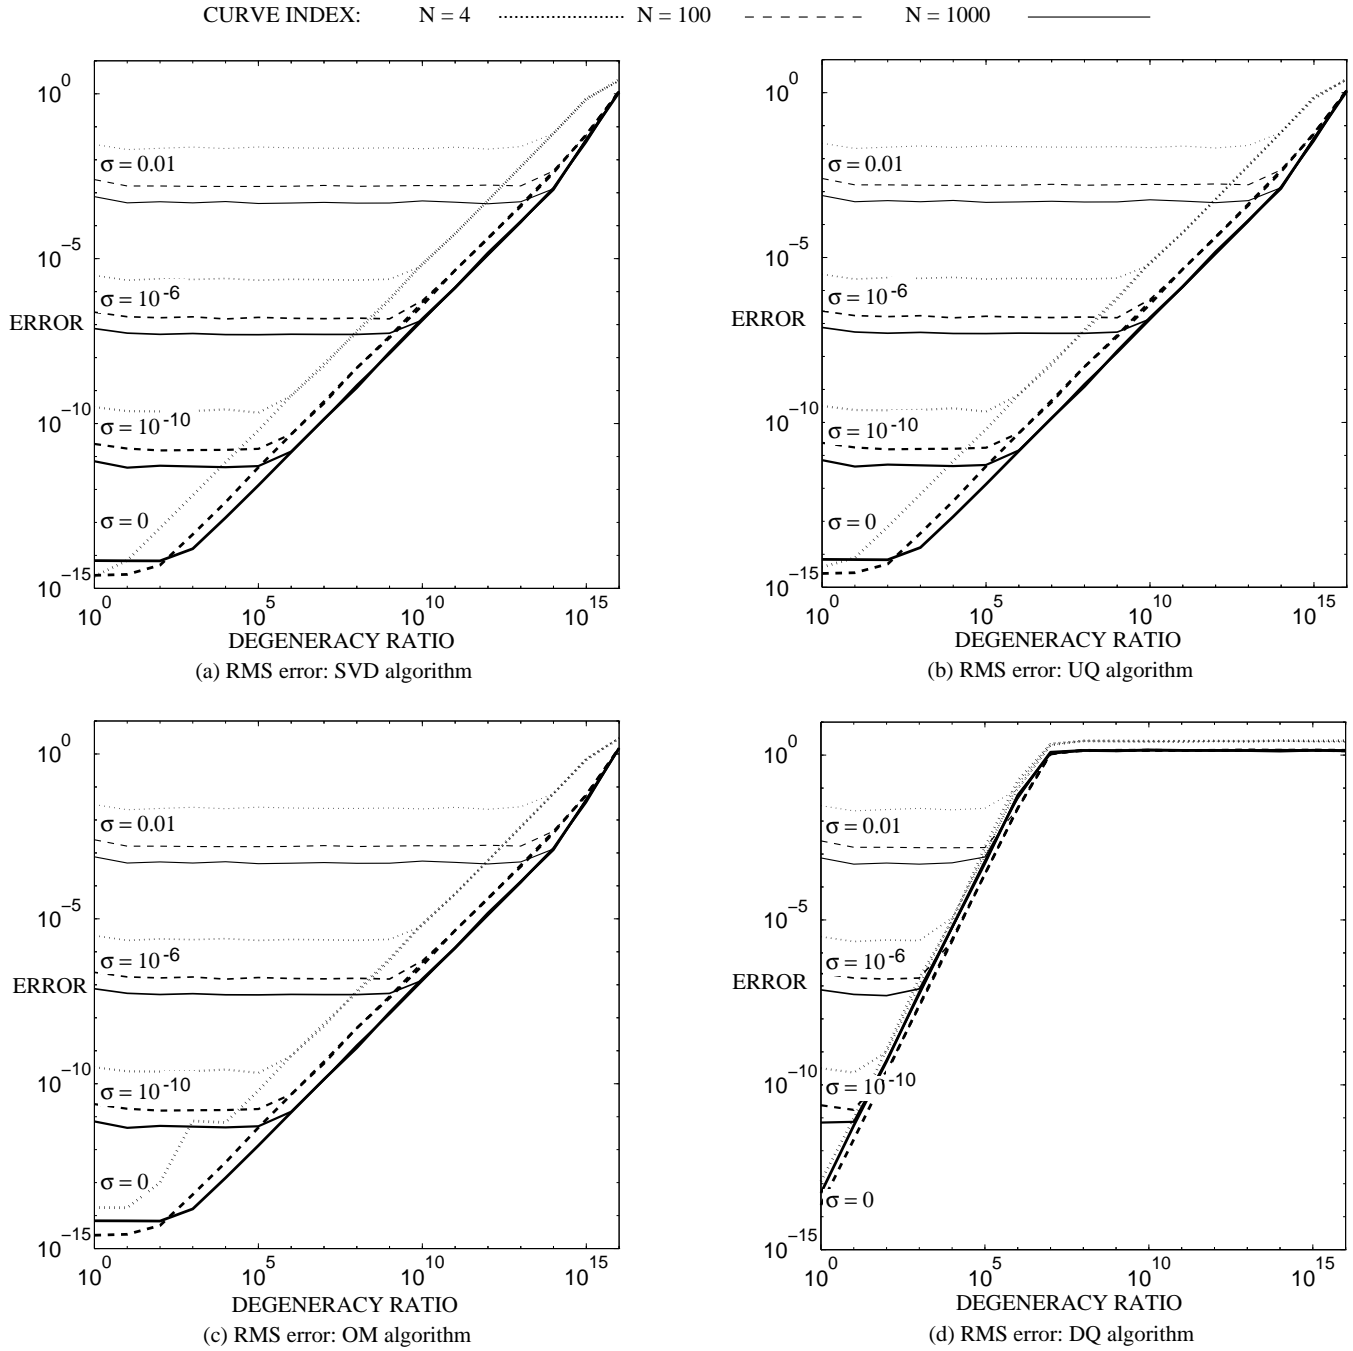 CURVE INDEX: N = 4 N = 100 N = 1000
10^0
σ = 0.01
10^-5
σ = 10^-6
ERROR
10^-10
σ = 10^-10
σ = 0
10^-15
10^0 10^5 10^10 10^15
DEGENERACY RATIO
(a) RMS error: SVD algorithm
10^0
σ = 0.01
10^-5
σ = 10^-6
ERROR
10^-10
σ = 10^-10
σ = 0
10^-15
10^0 10^5 10^10 10^15
DEGENERACY RATIO
(b) RMS error: UQ algorithm
10^0
σ = 0.01
10^-5
σ = 10^-6
ERROR
10^-10
σ = 10^-10
σ = 0
10^-15
10^0 10^5 10^10 10^15
DEGENERACY RATIO
(c) RMS error: OM algorithm
10^0
σ = 0.01
10^-5
σ = 10^-6
ERROR
10^-10
σ = 10^-10
σ = 0
10^-15
10^0 10^5 10^10 10^15
DEGENERACY RATIO
(d) RMS error: DQ algorithm